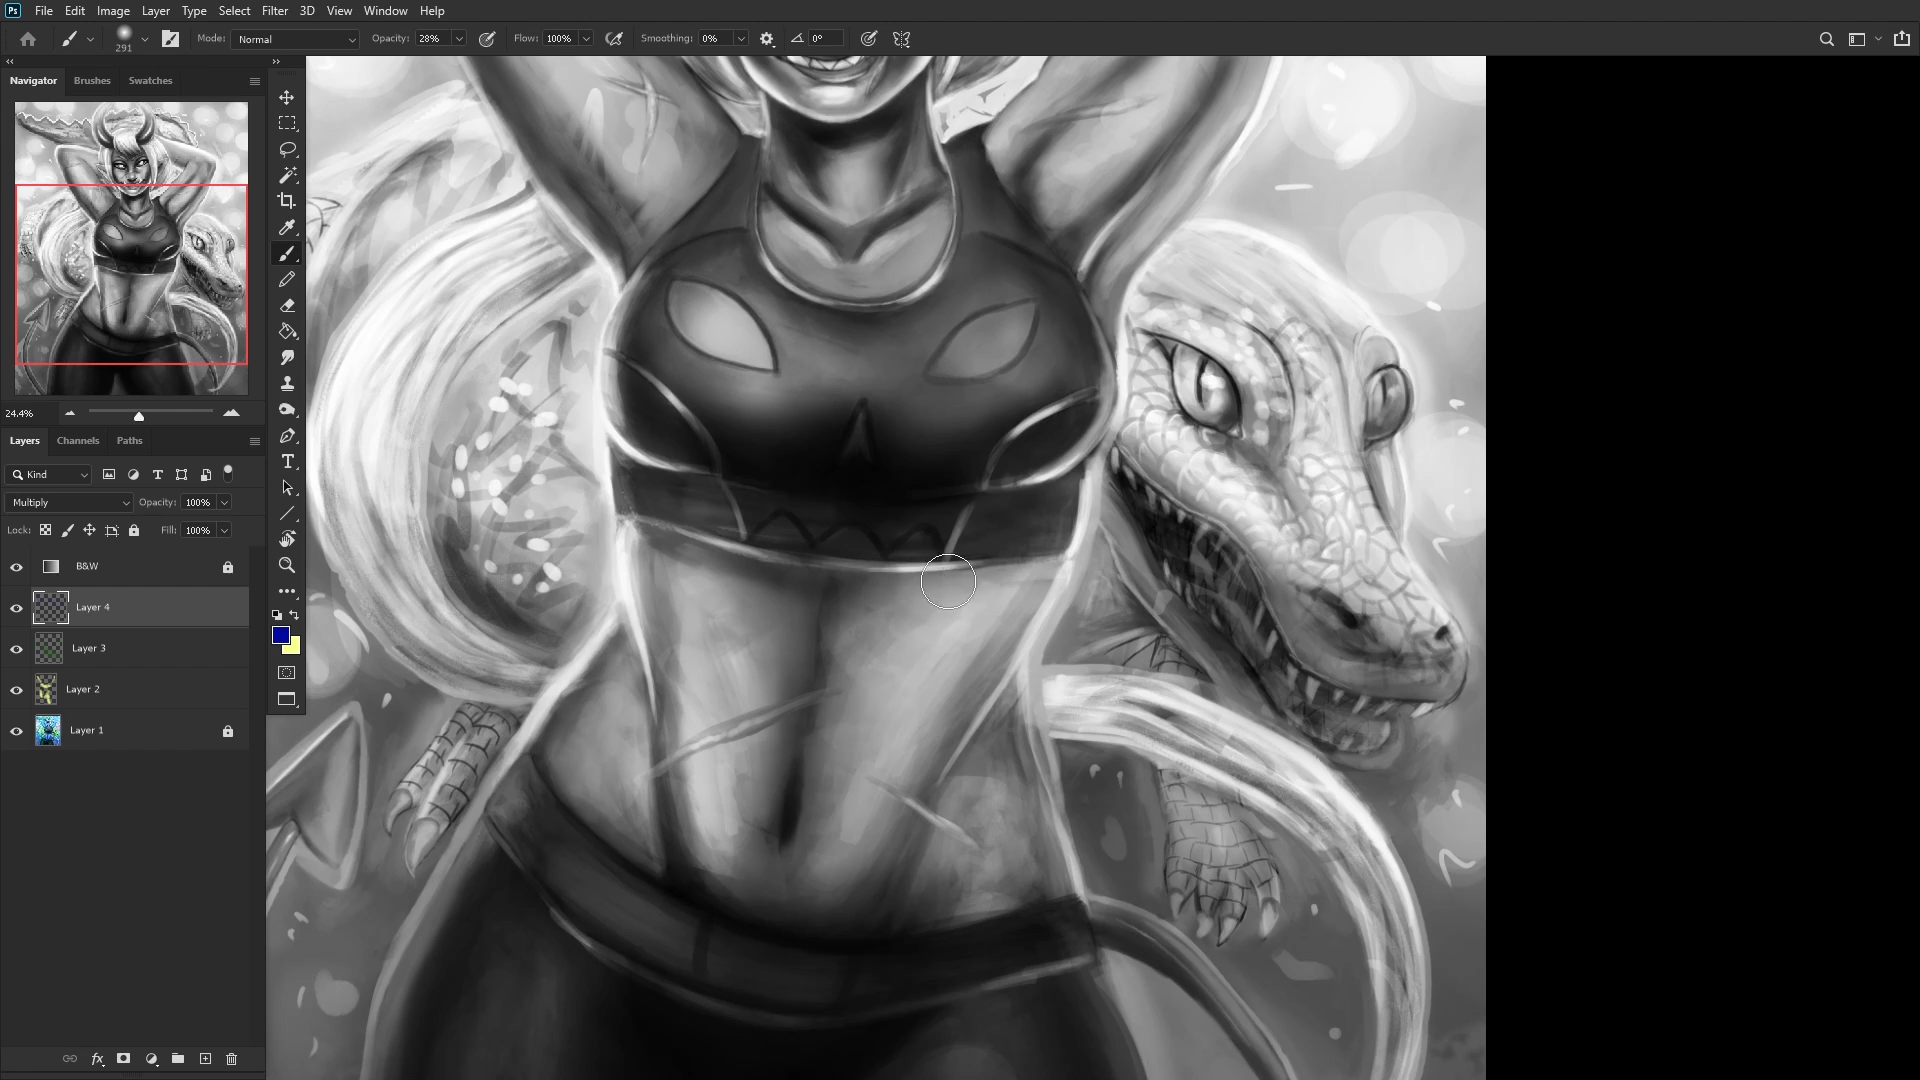 Ps File Edit Image Layer Type Select Filter 3D View Window Help
291 Mode: Normal Opacity: 28% Flow: 100% Smoothing: 0% 0°
Navigator Brushes Swatches
24.4%
Layers Channels Paths
Kind
Multiply Opacity: 100%
Lock: Fill: 100%
B&W
Layer 4
Layer 3
Layer 2
Layer 1
fx